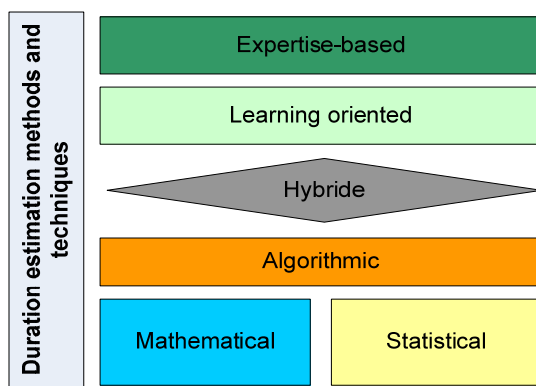 Duration estimation methods and
techniques
Expertise-based
Learning oriented
Hybride
Algorithmic
Mathematical
Statistical